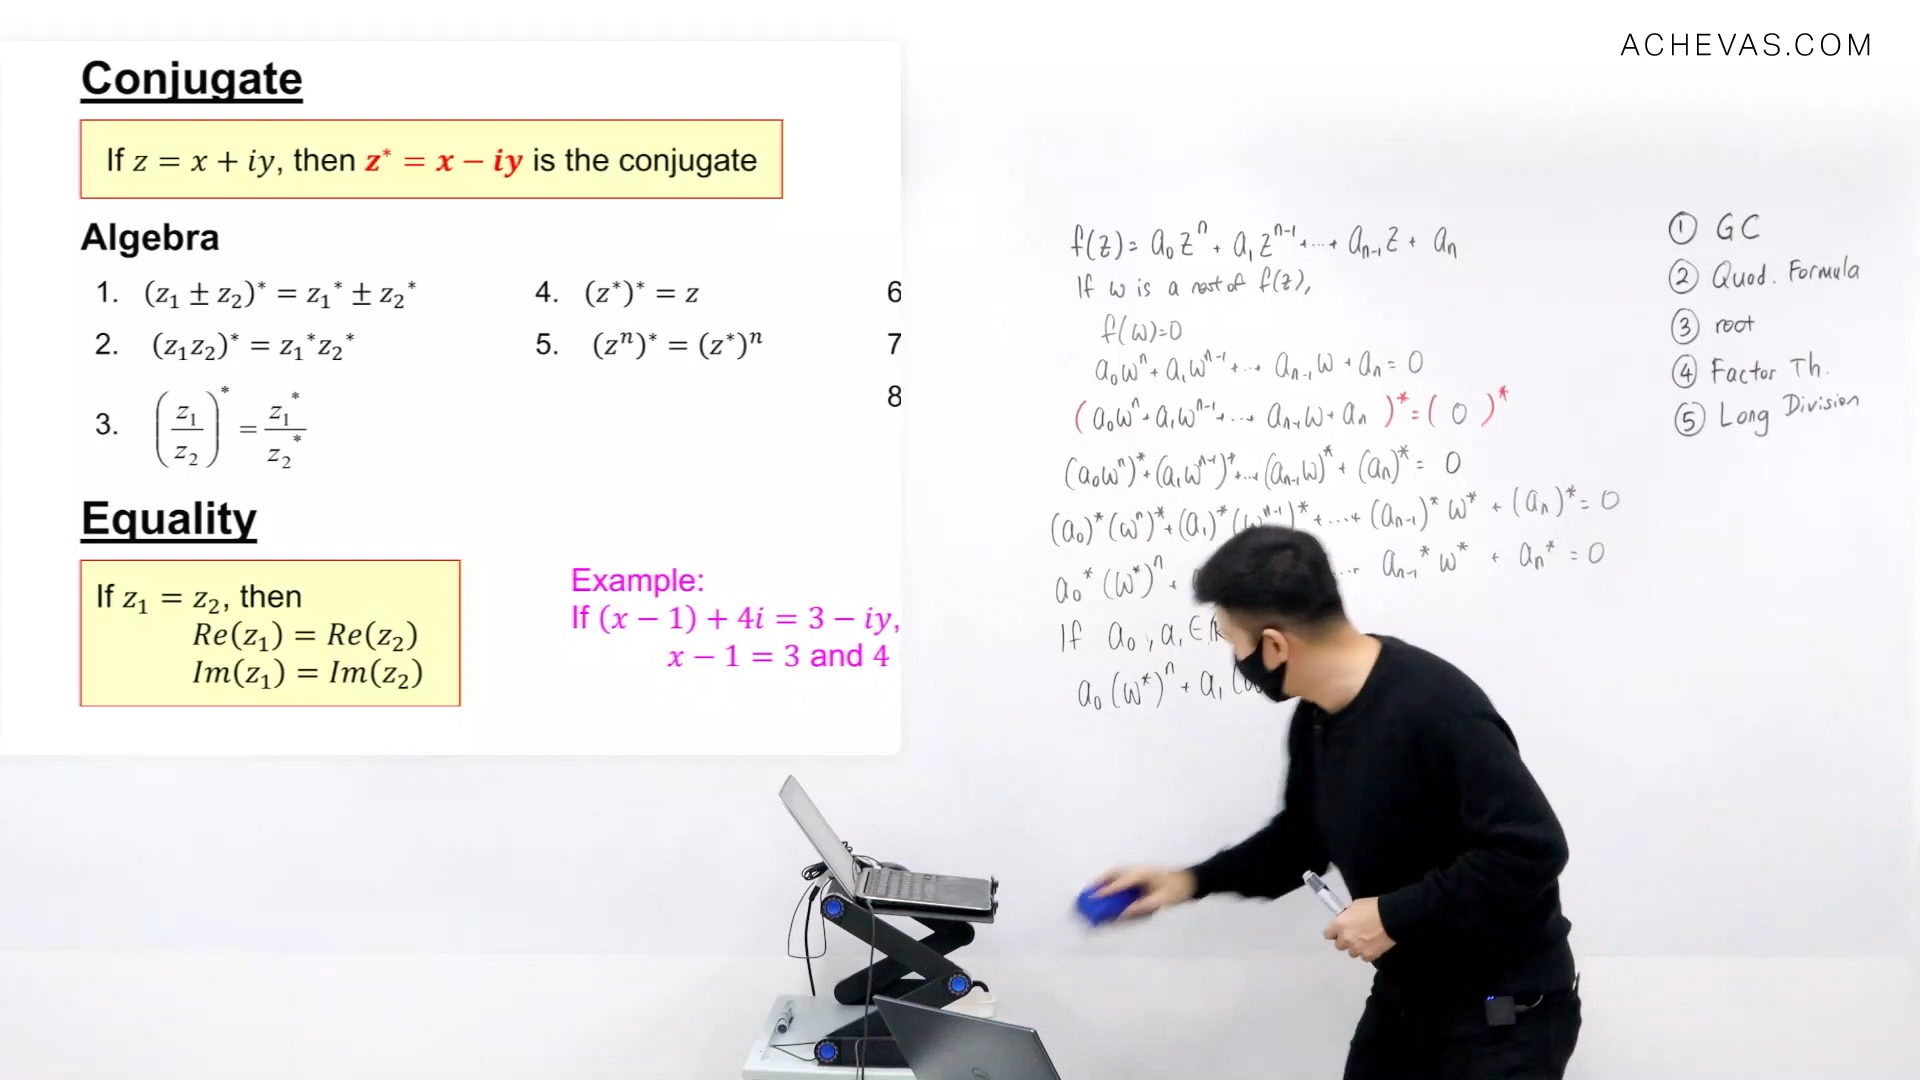 ACHEVAS.COM
Conjugate
If z = x + iy, then z* = x − iy is the conjugate
Algebra
1. (z₁ ± z₂)* = z₁* ± z₂*
2. (z₁z₂)* = z₁*z₂*
3. (z₁/z₂)* = z₁*/z₂*
4. (z*)* = z
5. (zⁿ)* = (z*)ⁿ
6
7
8
Equality
If z₁ = z₂, then
Re(z₁) = Re(z₂)
Im(z₁) = Im(z₂)
Example:
If (x − 1) + 4i = 3 − iy,
x − 1 = 3 and 4
f(z) = a₀zⁿ + a₁zⁿ⁻¹ + ... + aₙ₋₁z + aₙ
If w is a root of f(z),
f(w)=0
a₀wⁿ + a₁wⁿ⁻¹ + ... aₙ₋₁w + aₙ = 0
(a₀wⁿ + a₁wⁿ⁻¹ + ... aₙ₋₁w + aₙ)* = (0)*
(a₀wⁿ)* + (a₁wⁿ⁻¹)* + ... (aₙ₋₁w)* + (aₙ)* = 0
(a₀)*(wⁿ)* + (a₁)*(wⁿ⁻¹)* + ... + (aₙ₋₁)* w* + (aₙ)* = 0
a₀*(w*)ⁿ + ... aₙ₋₁* w* + aₙ* = 0
If a₀, a₁ ∈ R
a₀(w*)ⁿ + a₁(
① GC
② Quod. Formula
③ root
④ Factor Th.
⑤ Long Division